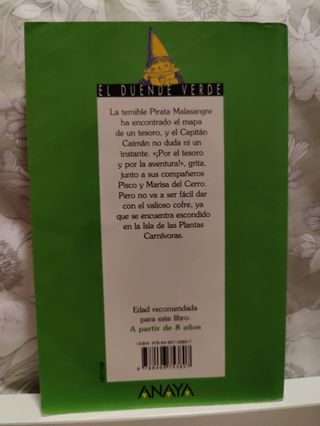 EL DUENDE VERDE
La temible Pirata Malasangre
ha encontrado el mapa
de un tesoro, y el Capitán
Caimán no duda ni un
instante. «¡Por el tesoro
y por la aventura!», grita,
junto a sus compañeros
Pisco y Marisa del Cerro.
Pero no va a ser fácil dar
con el valioso cofre, ya
que se encuentra escondido
en la Isla de las Plantas
Carnívoras.
Edad recomendada
para este libro:
A partir de 8 años
ANAYA